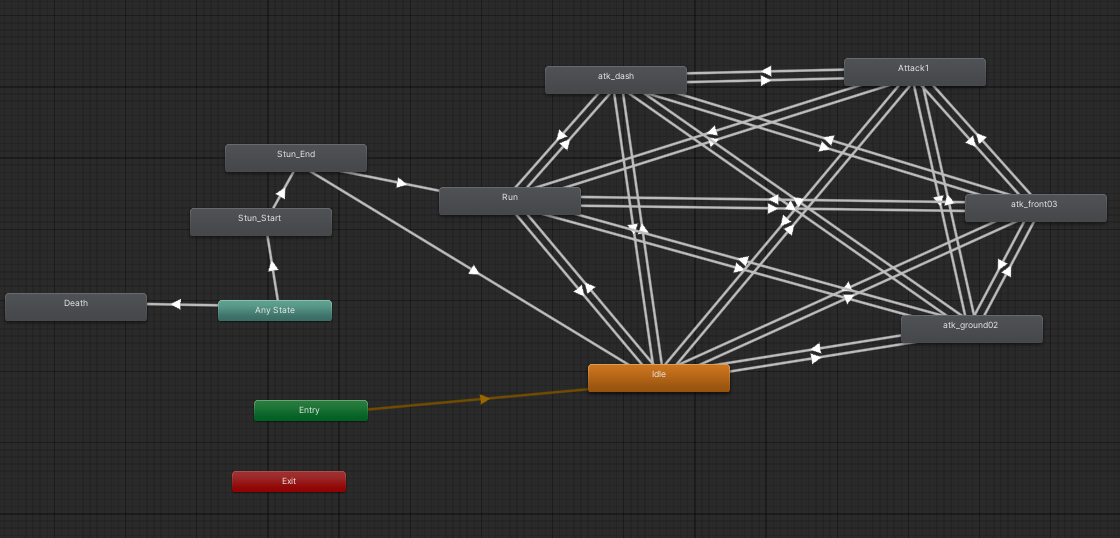 Attack1
atk_dash
Stun_End
Run
atk_front03
Stun_Start
Death
Any State
atk_ground02
Idle
Entry
Exit